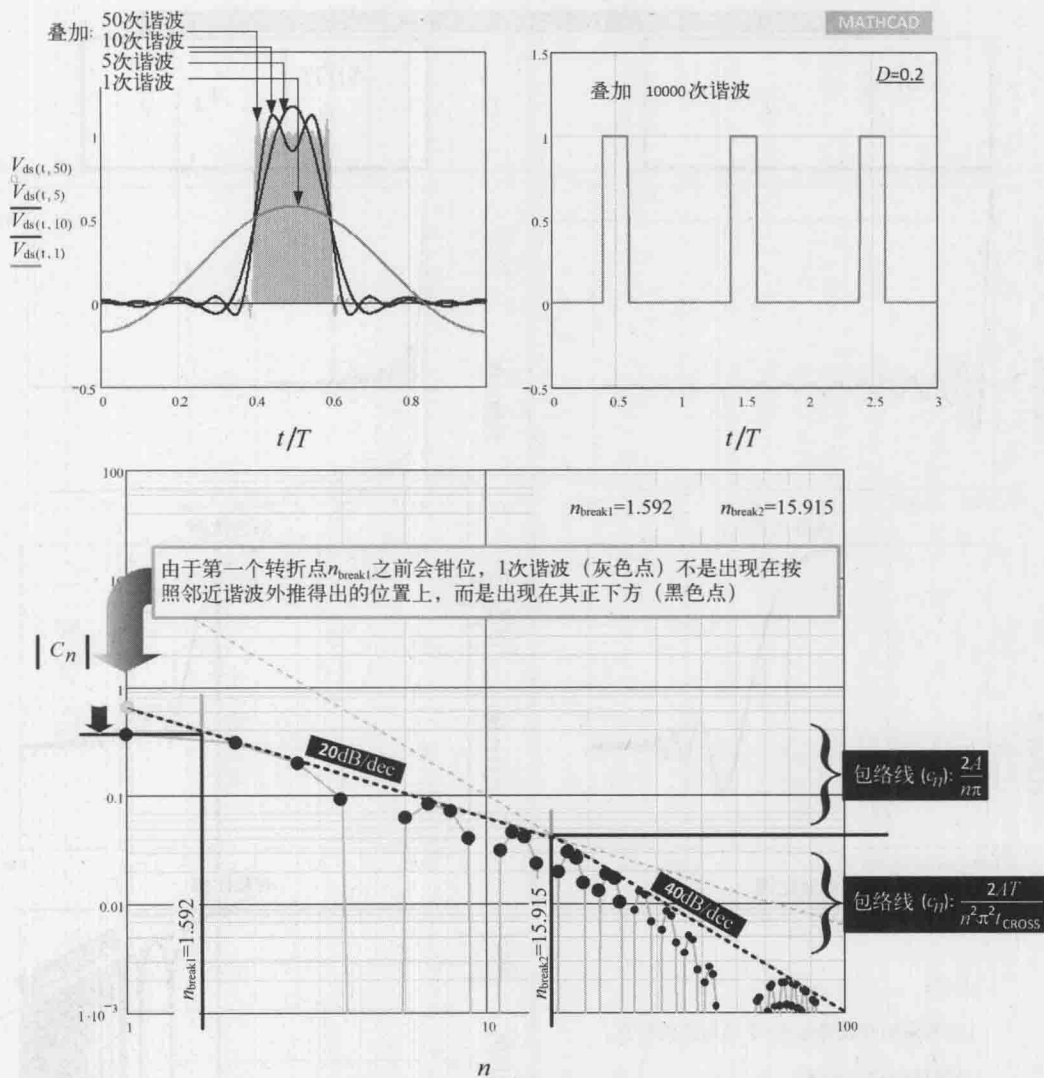 叠加:
50次谐波
10次谐波
5次谐波
1次谐波
1
0.5
0
−0.5
V_ds(t, 50)
V_ds(t, 5)
V_ds(t, 10)
V_ds(t, 1)
0 0.2 0.4 0.6 0.8
t/T
MATHCAD
D=0.2
叠加 10000次谐波
1.5
1
0.5
0
−0.5
0 0.5 1 1.5 2 2.5 3
t/T
n_break1=1.592 n_break2=15.915
由于第一个转折点n_break1之前会钳位，1次谐波（灰色点）不是出现在按
照邻近谐波外推得出的位置上，而是出现在其正下方（黑色点）
100
1
0.1
0.01
1·10⁻³
|C_n|
20dB/dec
40dB/dec
n_break1=1.592
n_break2=15.915
包络线 (c_n): 2A/nπ
包络线 (c_n): 2AT/n²π²t_CROSS
1 10 100
n